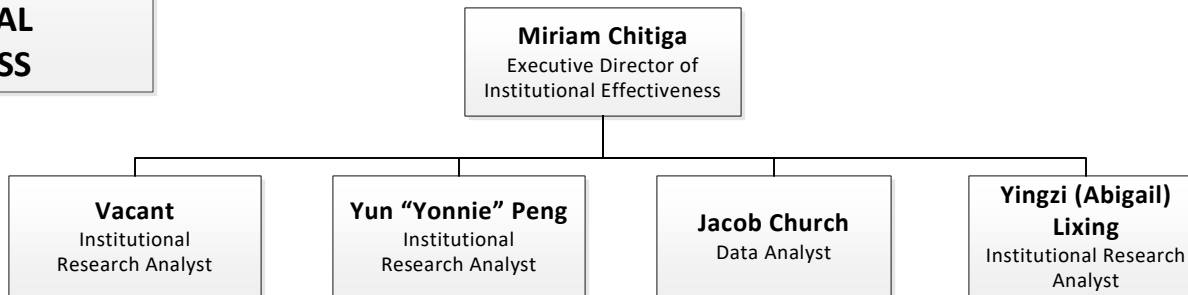 AL
SS
Miriam Chitiga
Executive Director of
Institutional Effectiveness
Vacant
Institutional
Research Analyst
Yun “Yonnie” Peng
Institutional
Research Analyst
Jacob Church
Data Analyst
Yingzi (Abigail)
Lixing
Institutional Research
Analyst